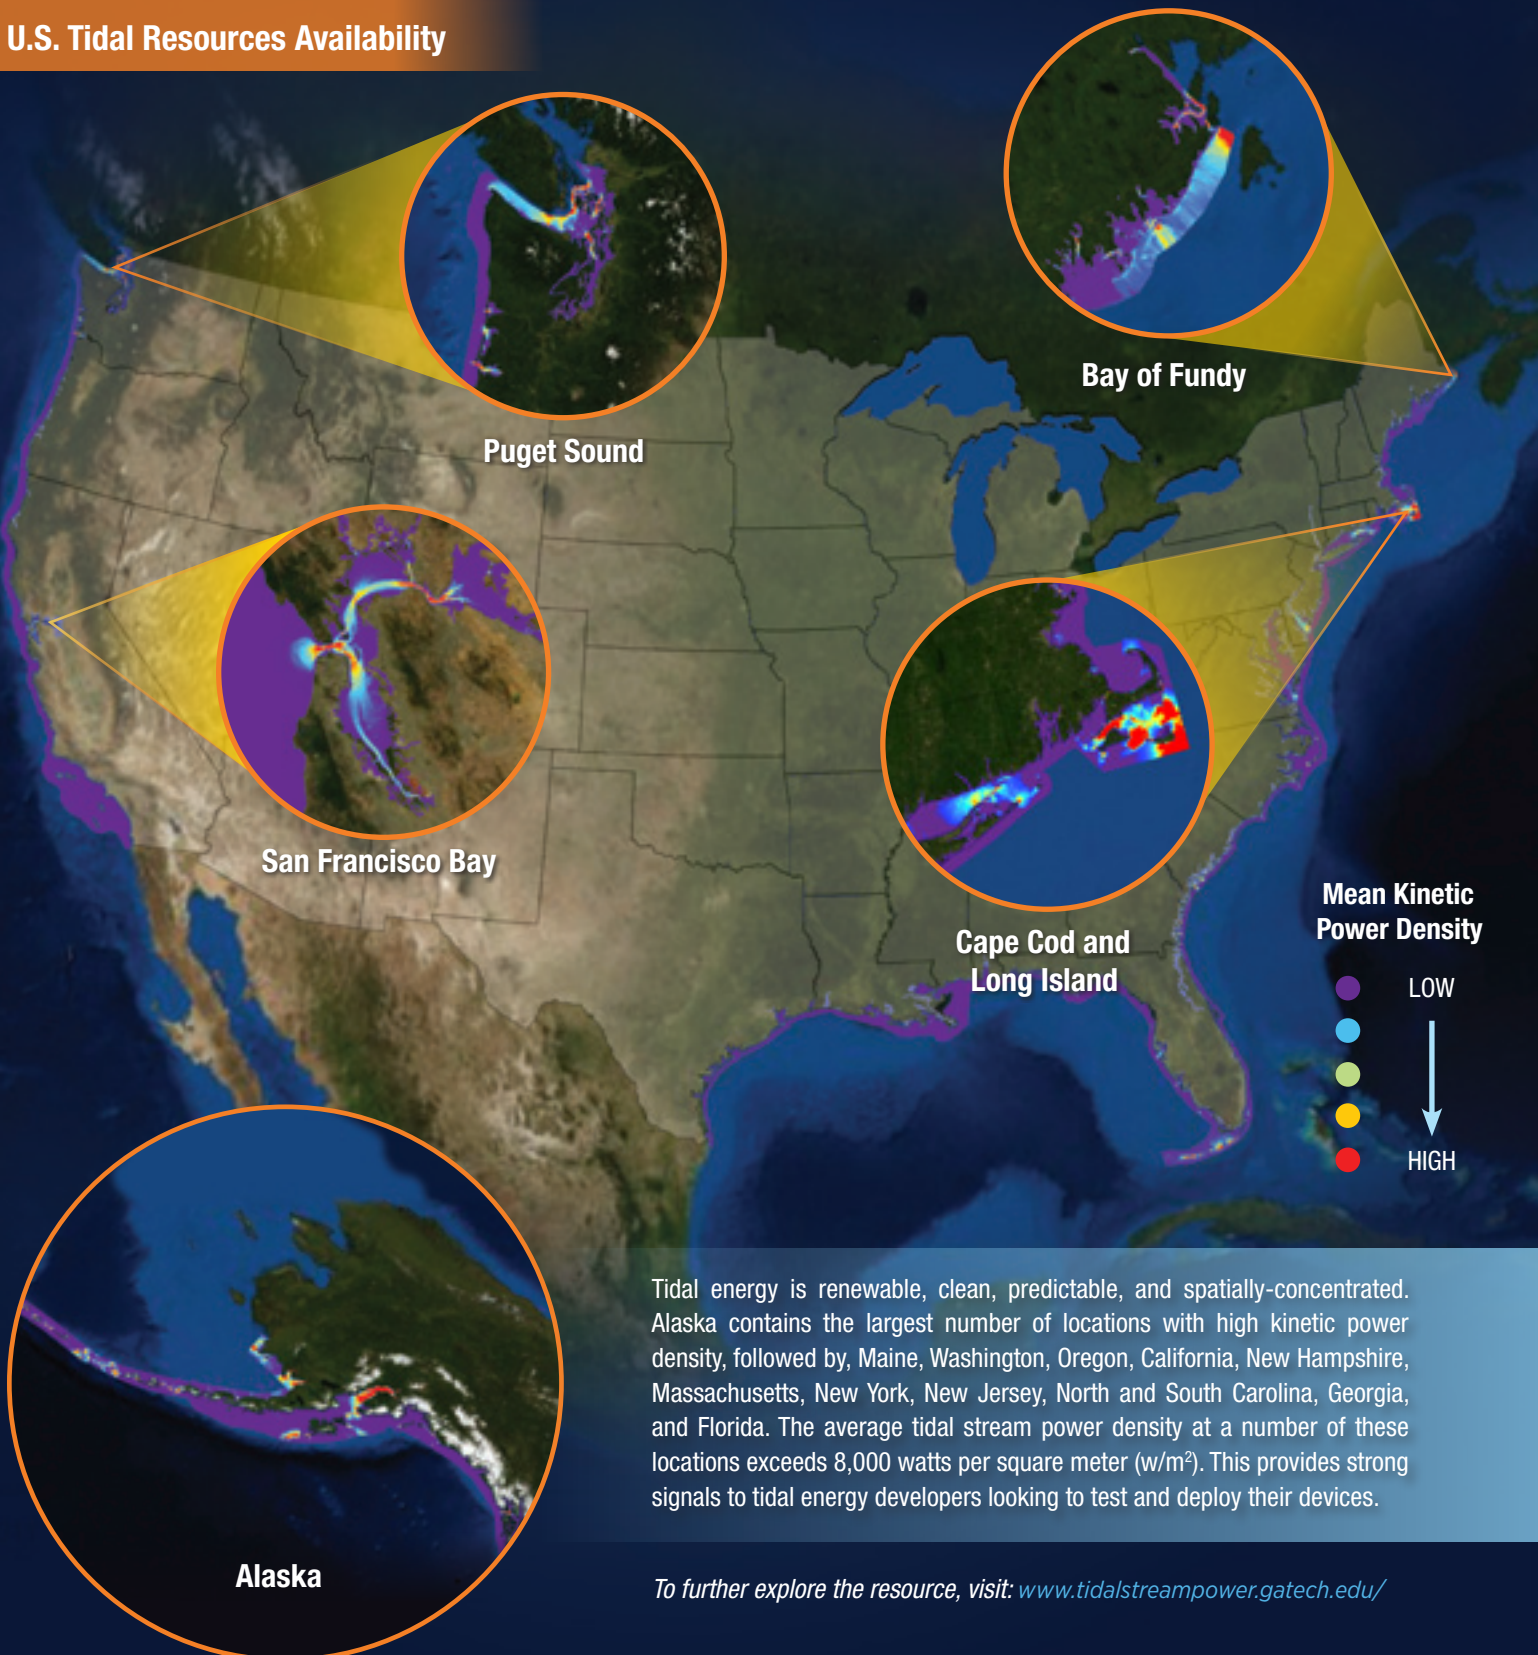 U.S. Tidal Resources Availability
Bay of Fundy
Puget Sound
San Francisco Bay
Cape Cod and
Long Island
Mean Kinetic
Power Density
LOW
HIGH
Alaska
Tidal energy is renewable, clean, predictable, and spatially-concentrated.
Alaska contains the largest number of locations with high kinetic power
density, followed by, Maine, Washington, Oregon, California, New Hampshire,
Massachusetts, New York, New Jersey, North and South Carolina, Georgia,
and Florida. The average tidal stream power density at a number of these
locations exceeds 8,000 watts per square meter (w/m²). This provides strong
signals to tidal energy developers looking to test and deploy their devices.
To further explore the resource, visit: www.tidalstreampower.gatech.edu/